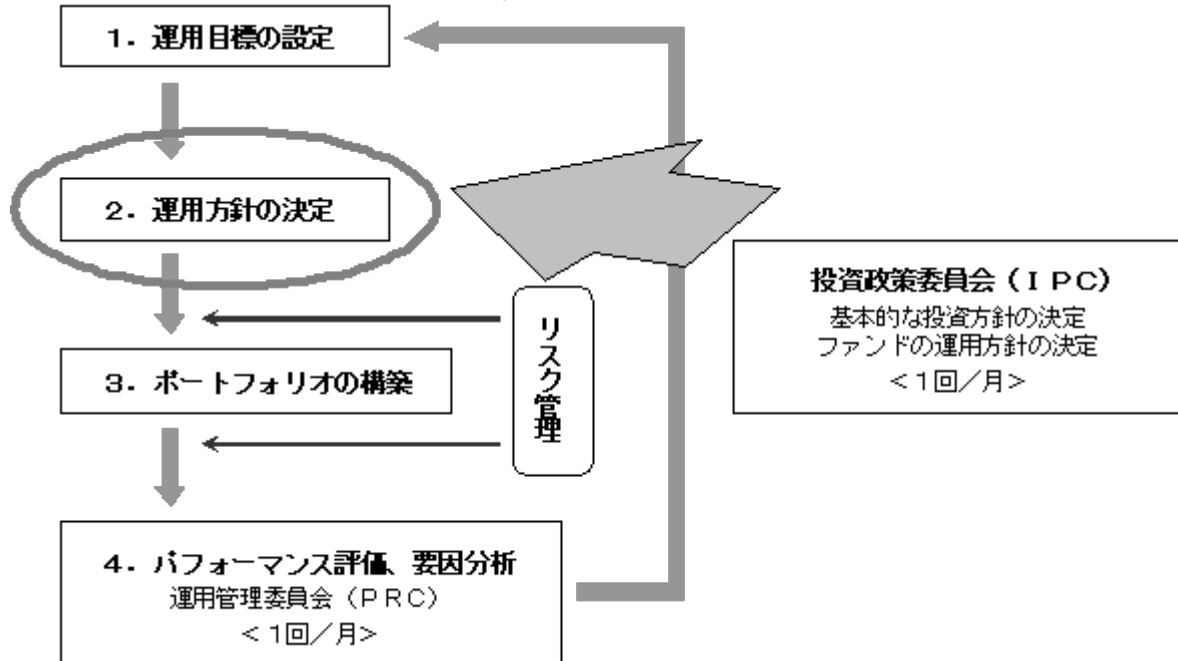 １．運用目標の設定
２．運用方針の決定
３．ポートフォリオの構築
４．パフォーマンス評価、要因分析
運用管理委員会（ＰＲＣ）
＜１回／月＞
リスク管理
投資政策委員会（ＩＰＣ）
基本的な投資方針の決定
ファンドの運用方針の決定
＜１回／月＞